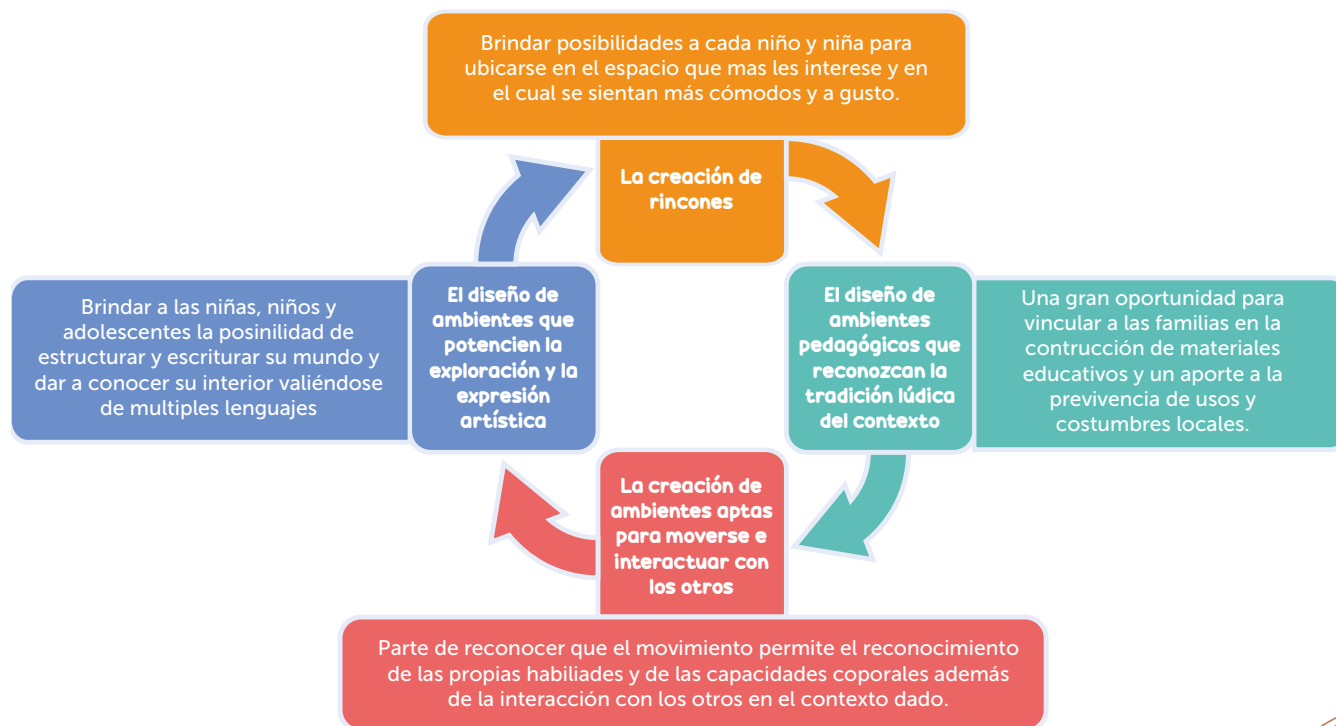 Brindar posibilidades a cada niño y niña para
ubicarse en el espacio que mas les interese y en
el cual se sientan más cómodos y a gusto.
La creación de
rincones
Brindar a las niñas, niños y
adolescentes la posinilidad de
estructurar y escriturar su mundo y
dar a conocer su interior valiéndose
de multiples lenguajes
El diseño de
ambientes que
potencien la
exploración y la
expresión
artística
El diseño de
ambientes
pedagógicos que
reconozcan la
tradición lúdica
del contexto
Una gran oportunidad para
vincular a las familias en la
contrucción de materiales
educativos y un aporte a la
previvencia de usos y
costumbres locales.
La creación de
ambientes aptas
para moverse e
interactuar con
los otros
Parte de reconocer que el movimiento permite el reconocimiento
de las propias habiliades y de las capacidades coporales además
de la interacción con los otros en el contexto dado.